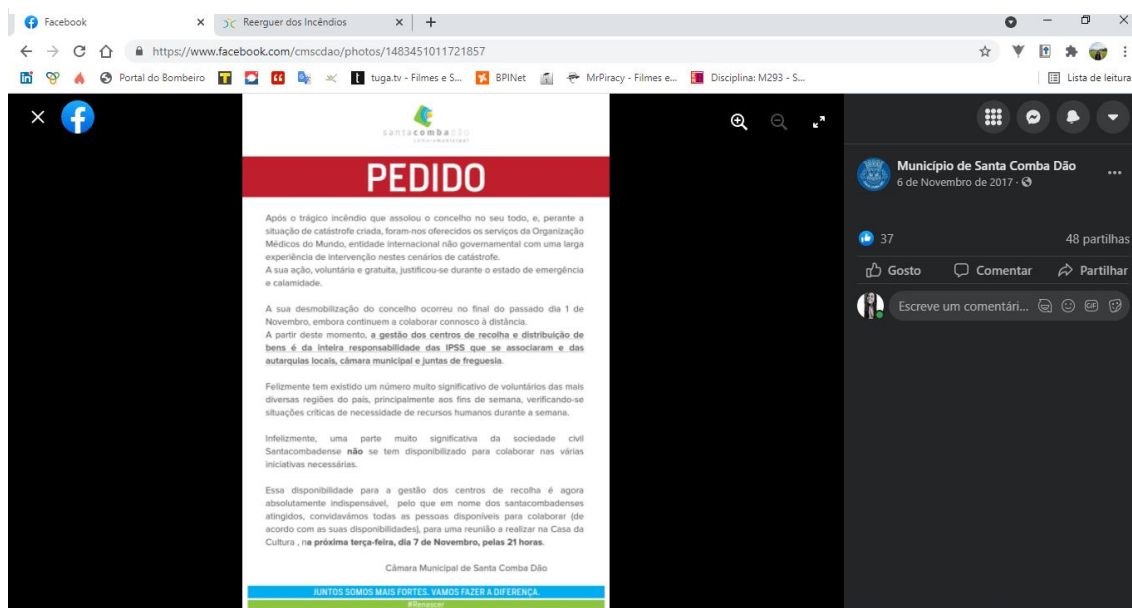 Facebook
Reerguer dos Incêndios
https://www.facebook.com/cmscdao/photos/1483451011721857
Portal do Bombeiro
tuga.tv - Filmes e S...
BPINet
MrPiracy - Filmes e...
Disciplina: M293 - S...
Lista de leitura
santacombadão
câmaramunicipal
PEDIDO
Após o trágico incêndio que assolou o concelho no seu todo, e, perante a
situação de catástrofe criada, foram-nos oferecidos os serviços da Organização
Médicos do Mundo, entidade internacional não governamental com uma larga
experiência de intervenção nestes cenários de catástrofe.
A sua ação, voluntária e gratuita, justificou-se durante o estado de emergência
e calamidade.
A sua desmobilização do concelho ocorreu no final do passado dia 1 de
Novembro, embora continuem a colaborar connosco à distância.
A partir deste momento, a gestão dos centros de recolha e distribuição de
bens é da inteira responsabilidade das IPSS que se associaram e das
autarquias locais, câmara municipal e juntas de freguesia.
Felizmente tem existido um número muito significativo de voluntários das mais
diversas regiões do país, principalmente aos fins de semana, verificando-se
situações críticas de necessidade de recursos humanos durante a semana.
Infelizmente, uma parte muito significativa da sociedade civil
Santacombadense não se tem disponibilizado para colaborar nas várias
iniciativas necessárias.
Essa disponibilidade para a gestão dos centros de recolha é agora
absolutamente indispensável, pelo que em nome dos santacombadenses
atingidos, convidavámos todas as pessoas disponíveis para colaborar (de
acordo com as suas disponibilidades), para uma reunião a realizar na Casa da
Cultura , na próxima terça-feira, dia 7 de Novembro, pelas 21 horas.
Câmara Municipal de Santa Comba Dão
JUNTOS SOMOS MAIS FORTES. VAMOS FAZER A DIFERENÇA.
#Renascer
Município de Santa Comba Dão
6 de Novembro de 2017
37
48 partilhas
Gosto
Comentar
Partilhar
Escreve um comentári...
GIF